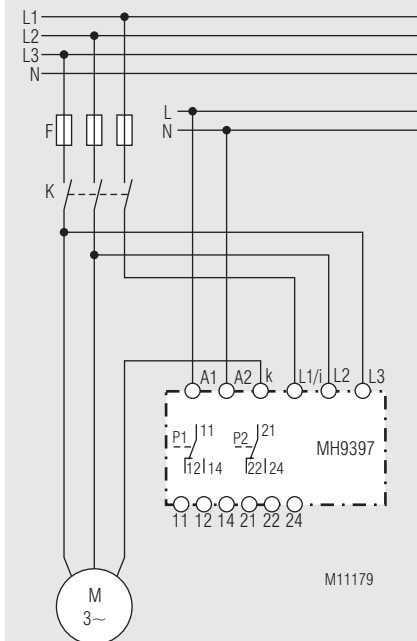 L1
L2
L3
N
F
L
N
K
A1 A2 k L1/i L2 L3
P1 11 P2 21
12 14 22 24
MH9397
11 12 14 21 22 24
M11179
M
3~